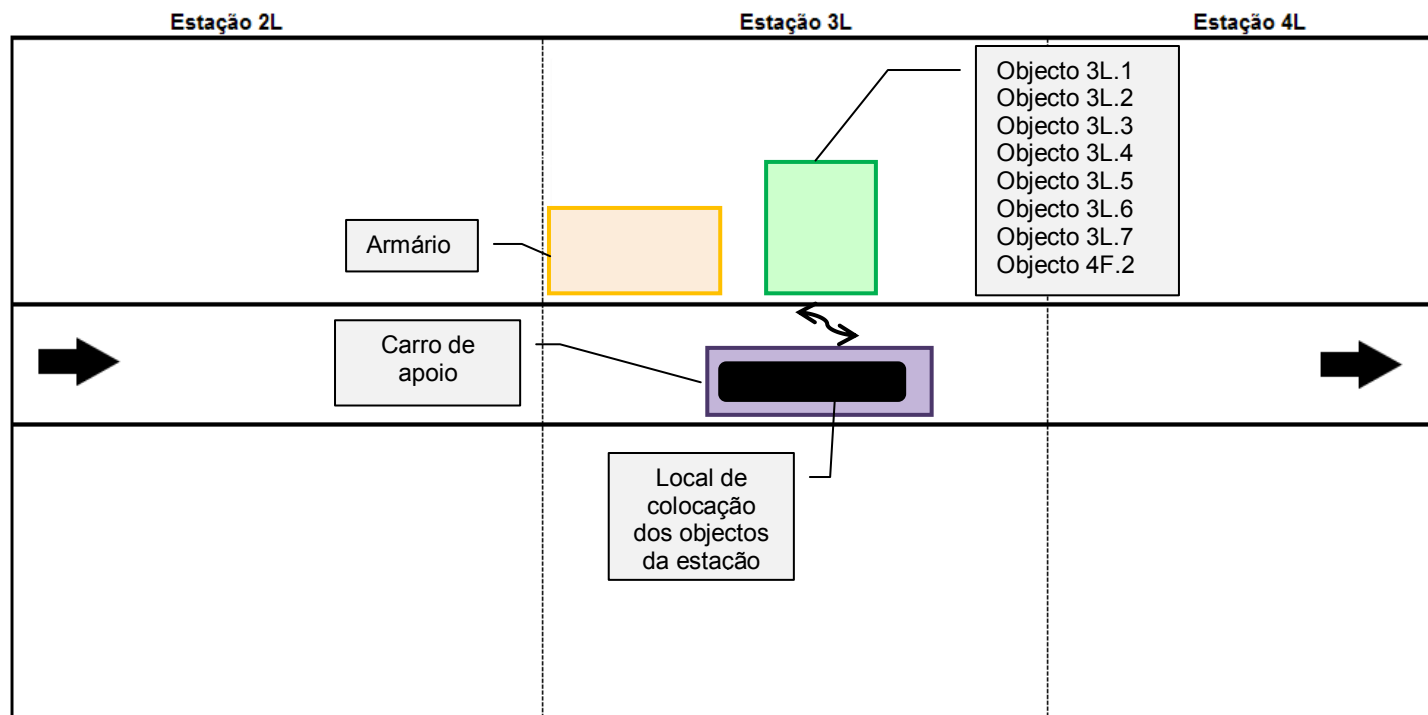 Estação 2L
Estação 3L
Estação 4L
Objecto 3L.1
Objecto 3L.2
Objecto 3L.3
Objecto 3L.4
Objecto 3L.5
Objecto 3L.6
Objecto 3L.7
Objecto 4F.2
Armário
Carro de
apoio
Local de
colocação
dos objectos
da estacão